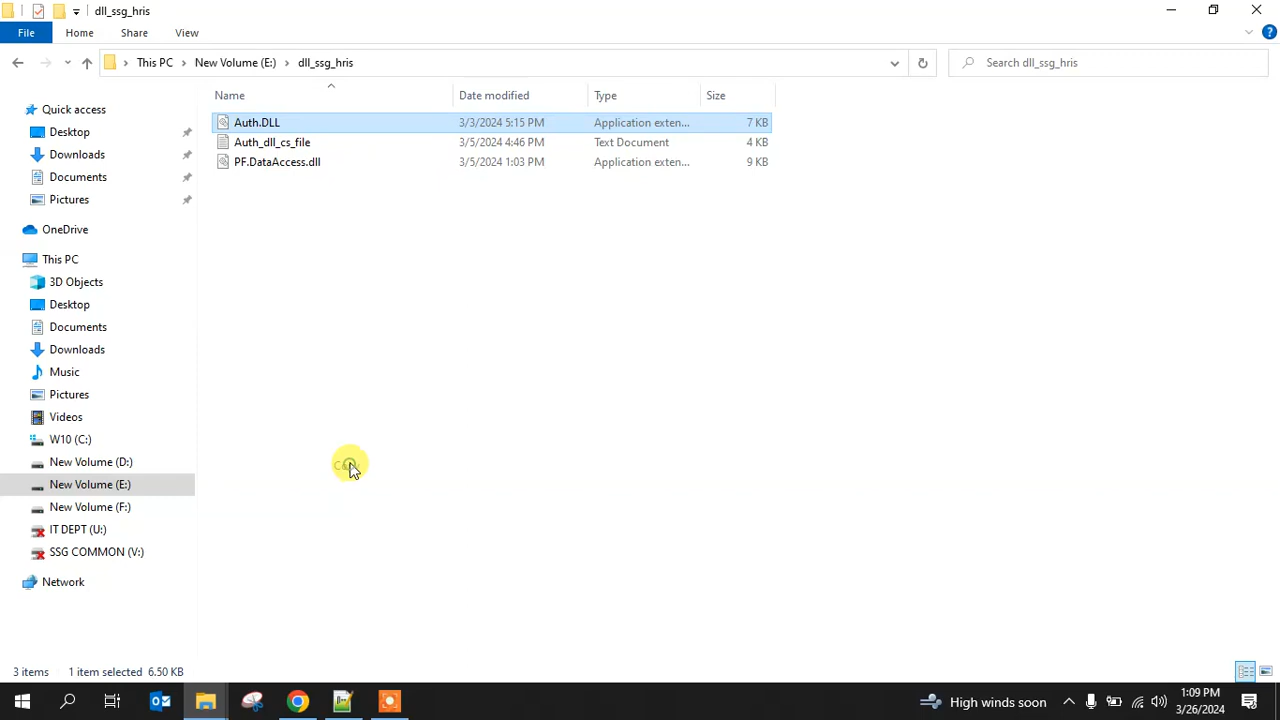 dll_ssg_hris
File Home Share View
This PC New Volume (E:) dll_ssg_hris
Search dll_ssg_hris
Name Date modified Type Size
Auth.DLL 3/3/2024 5:15 PM Application exten... 7 KB
Auth_dll_cs_file 3/5/2024 4:46 PM Text Document 4 KB
PF.DataAccess.dll 3/5/2024 1:03 PM Application exten... 9 KB
Quick access
Desktop
Downloads
Documents
Pictures
OneDrive
This PC
3D Objects
Desktop
Documents
Downloads
Music
Pictures
Videos
W10 (C:)
New Volume (D:)
New Volume (E:)
New Volume (F:)
IT DEPT (U:)
SSG COMMON (V:)
Network
3 items 1 item selected 6.50 KB
High winds soon
1:09 PM
3/26/2024